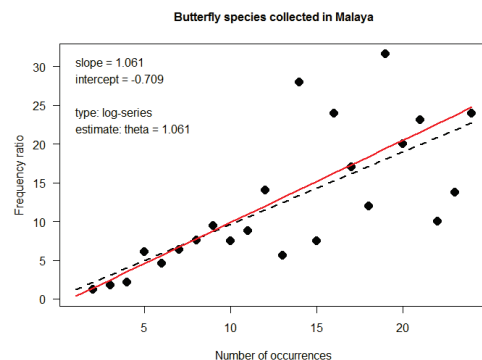 Butterfly species collected in Malaya
slope = 1.061
intercept = -0.709
type: log-series
estimate: theta = 1.061
Frequency ratio
30
25
20
15
10
5
0
5 10 15 20
Number of occurrences